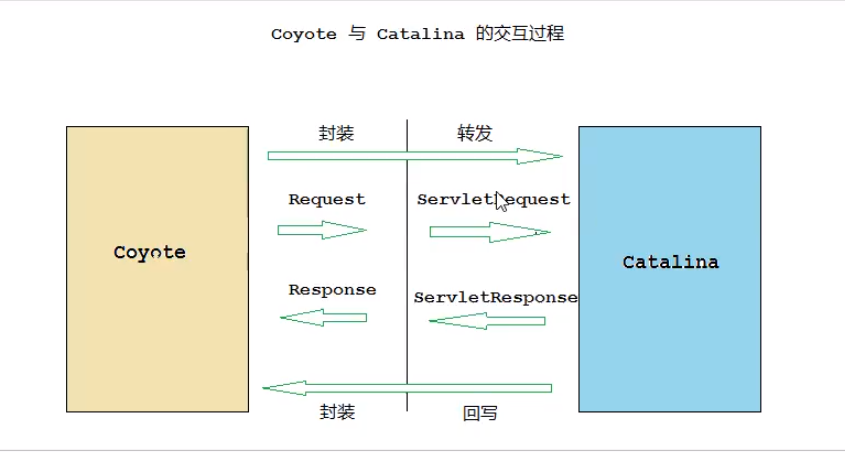 Coyote 与 Catalina 的交互过程
封装 转发
Request ServletRequest
Coyote Catalina
Response ServletResponse
封装 回写